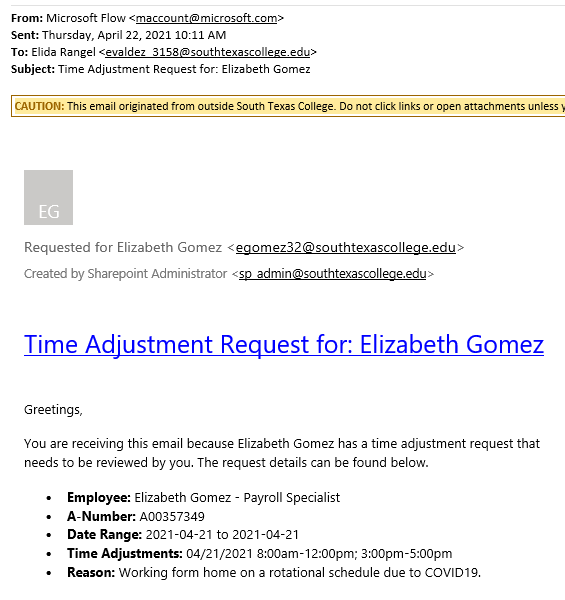 From: Microsoft Flow <maccount@microsoft.com>
Sent: Thursday, April 22, 2021 10:11 AM
To: Elida Rangel <evaldez_3158@southtexascollege.edu>
Subject: Time Adjustment Request for: Elizabeth Gomez
CAUTION: This email originated from outside South Texas College. Do not click links or open attachments unless y
EG
Requested for Elizabeth Gomez <egomez32@southtexascollege.edu>
Created by Sharepoint Administrator <sp_admin@southtexascollege.edu>
Time Adjustment Request for: Elizabeth Gomez
Greetings,
You are receiving this email because Elizabeth Gomez has a time adjustment request that
needs to be reviewed by you. The request details can be found below.
• Employee: Elizabeth Gomez - Payroll Specialist
• A-Number: A00357349
• Date Range: 2021-04-21 to 2021-04-21
• Time Adjustments: 04/21/2021 8:00am-12:00pm; 3:00pm-5:00pm
• Reason: Working form home on a rotational schedule due to COVID19.